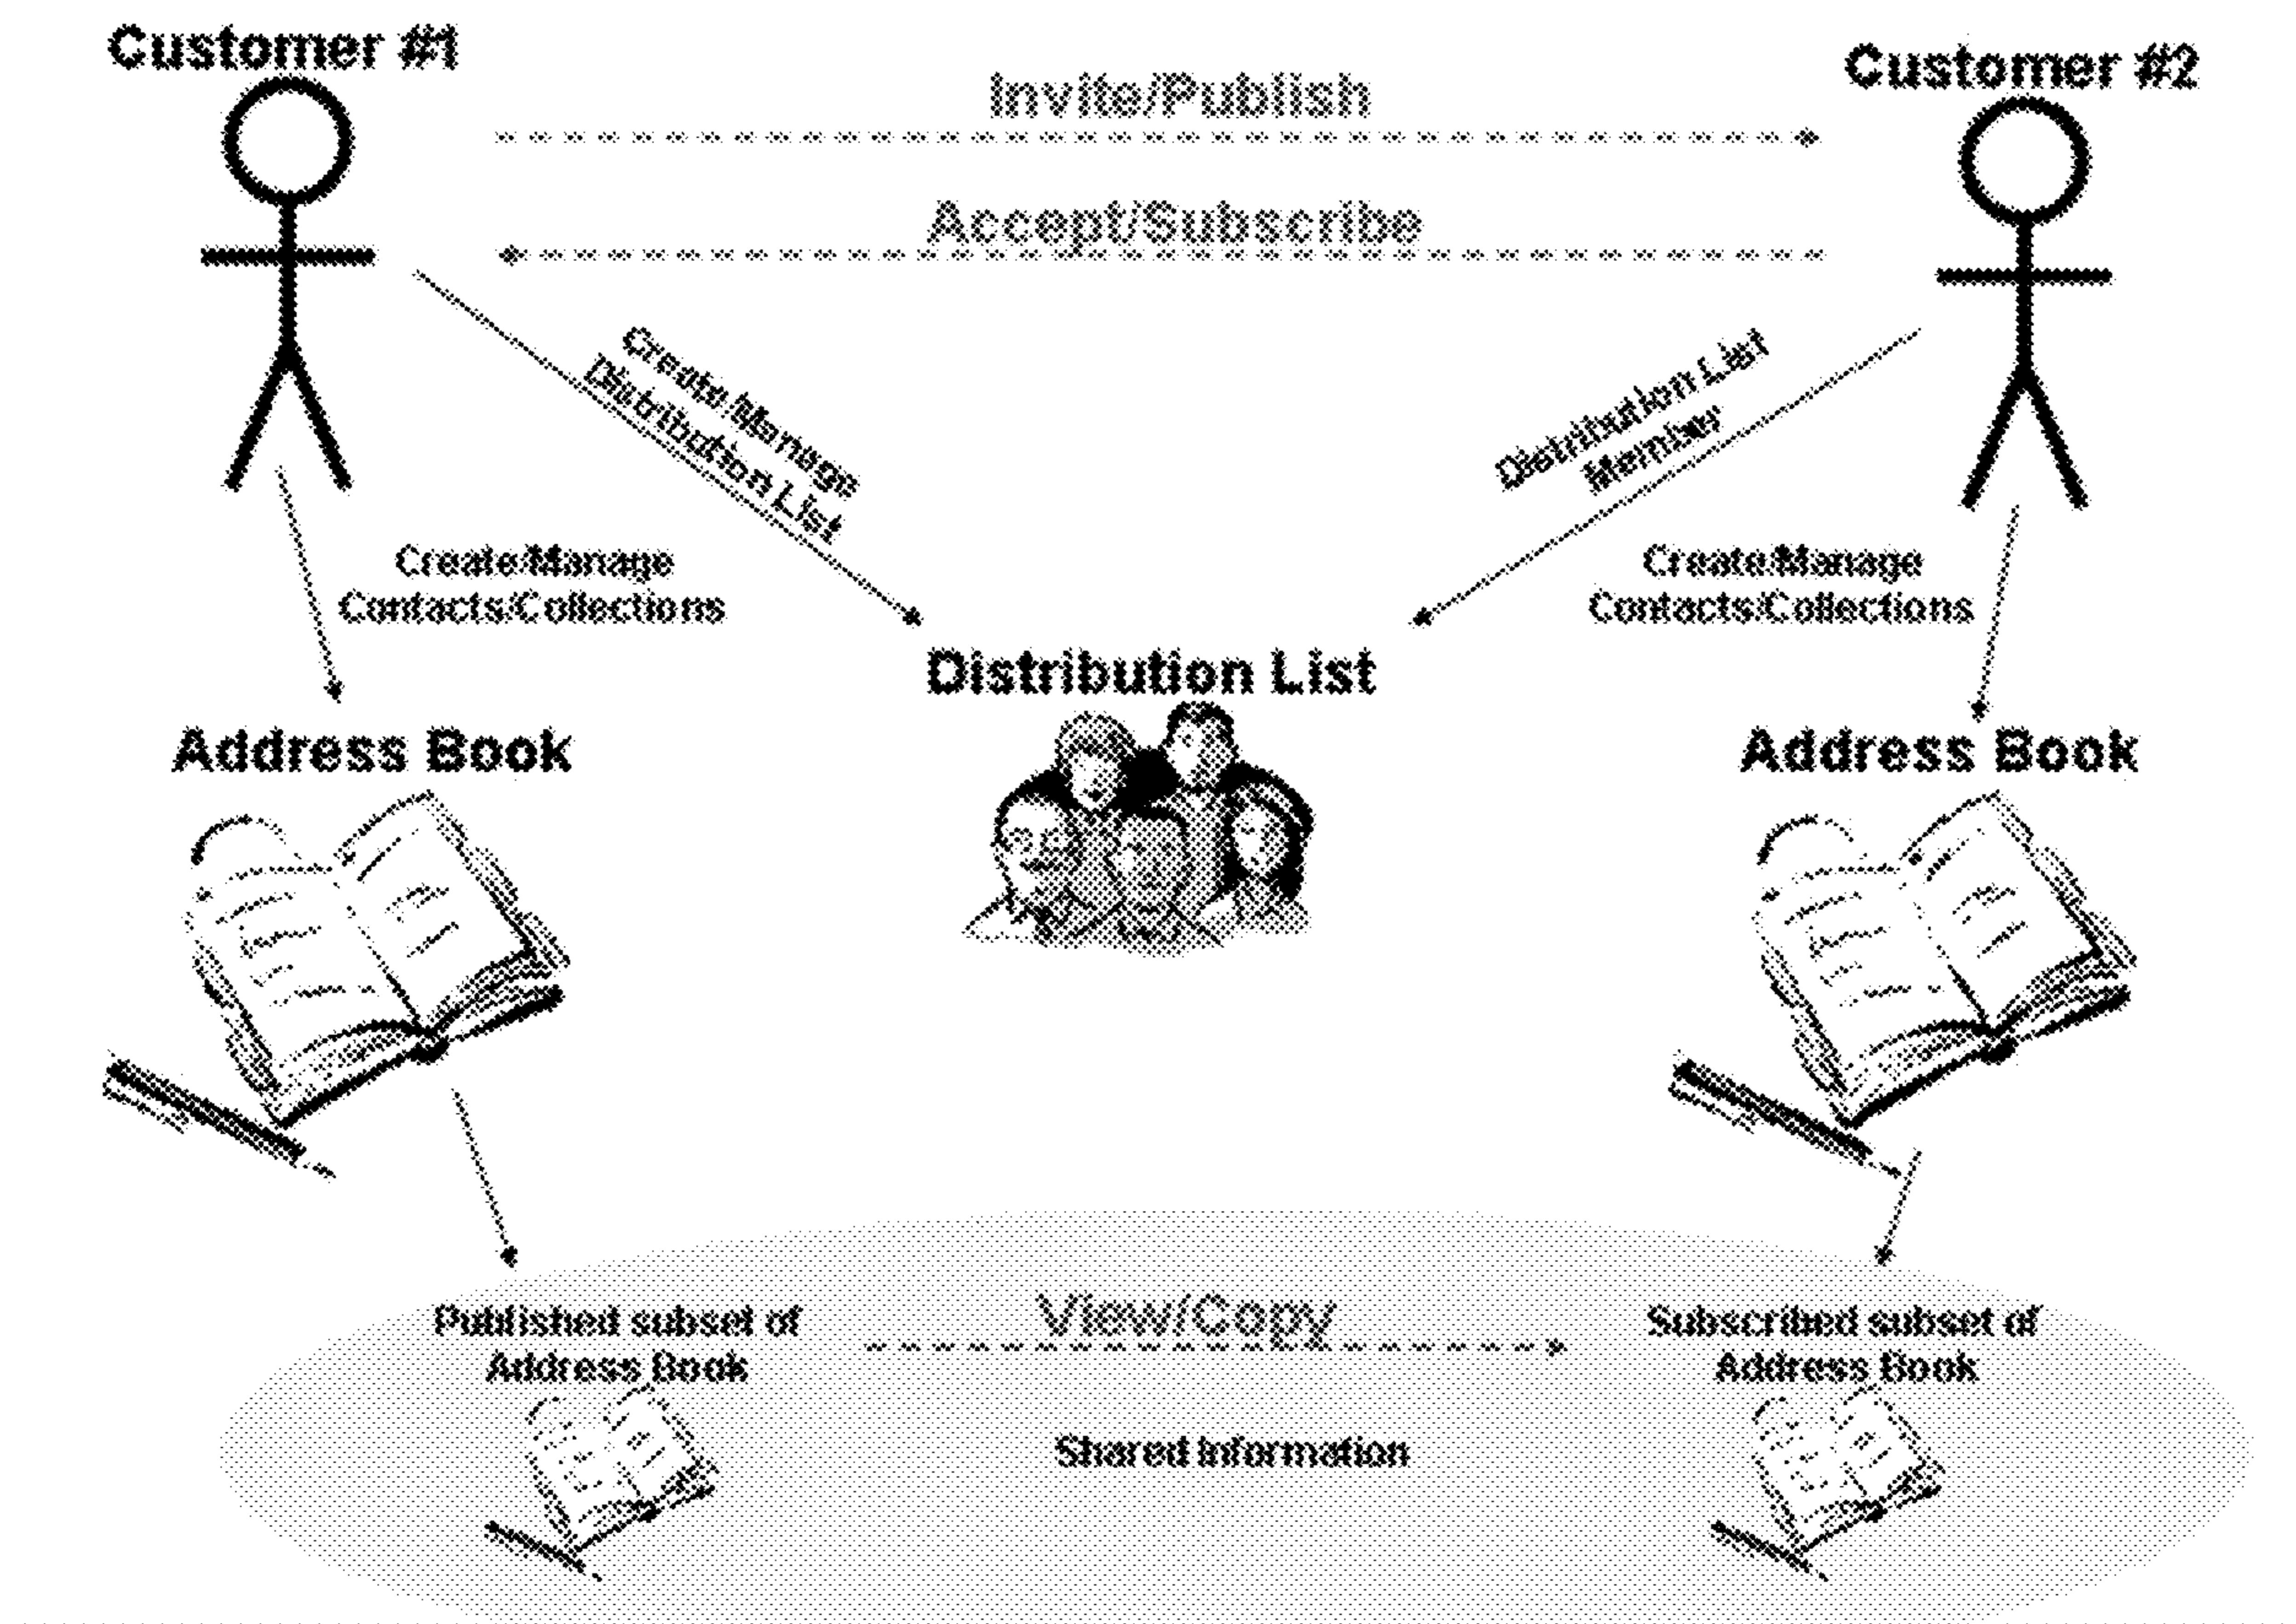 Customer #1
Customer #2
Invite/Publish
Accept/Subscribe
Create/Manage
Distribution List
Distribution List
Member
Create/Manage
Contacts/Collections
Create/Manage
Contacts/Collections
Distribution List
Address Book
Address Book
Published subset of
Address Book
View/Copy
Subscribed subset of
Address Book
Shared Information